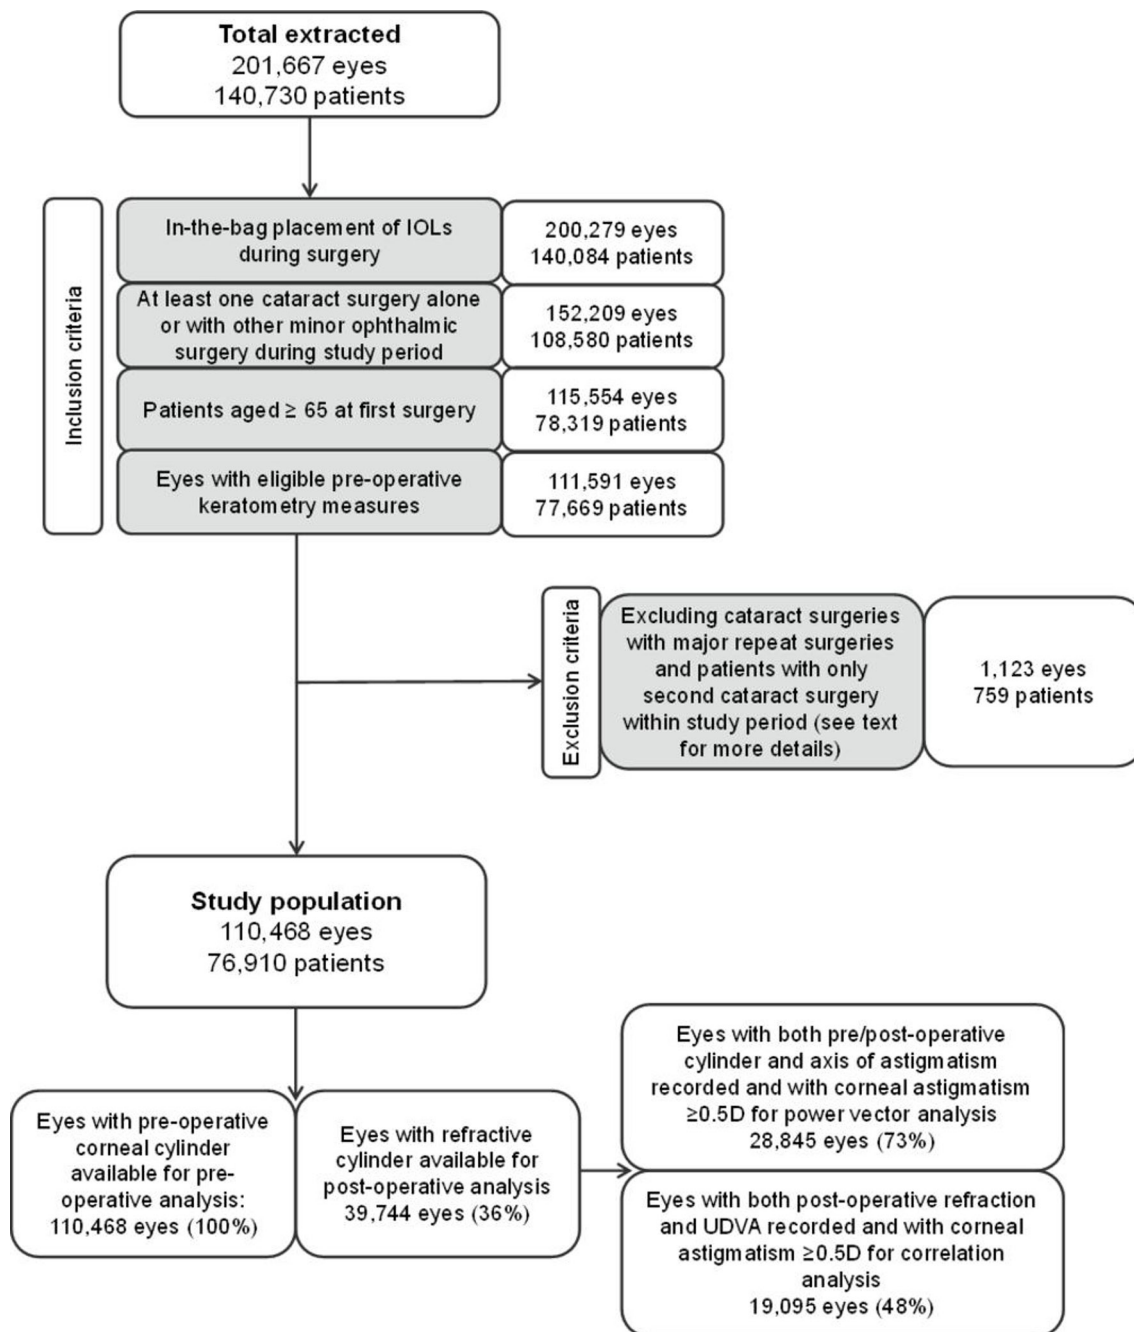 Total extracted
201,667 eyes
140,730 patients
Inclusion criteria
In-the-bag placement of IOLs
during surgery
200,279 eyes
140,084 patients
At least one cataract surgery alone
or with other minor ophthalmic
surgery during study period
152,209 eyes
108,580 patients
Patients aged ≥ 65 at first surgery
115,554 eyes
78,319 patients
Eyes with eligible pre-operative
keratometry measures
111,591 eyes
77,669 patients
Exclusion criteria
Excluding cataract surgeries
with major repeat surgeries
and patients with only
second cataract surgery
within study period (see text
for more details)
1,123 eyes
759 patients
Study population
110,468 eyes
76,910 patients
Eyes with pre-operative
corneal cylinder
available for pre-
operative analysis:
110,468 eyes (100%)
Eyes with refractive
cylinder available for
post-operative analysis
39,744 eyes (36%)
Eyes with both pre/post-operative
cylinder and axis of astigmatism
recorded and with corneal astigmatism
≥0.5D for power vector analysis
28,845 eyes (73%)
Eyes with both post-operative refraction
and UDVA recorded and with corneal
astigmatism ≥0.5D for correlation
analysis
19,095 eyes (48%)